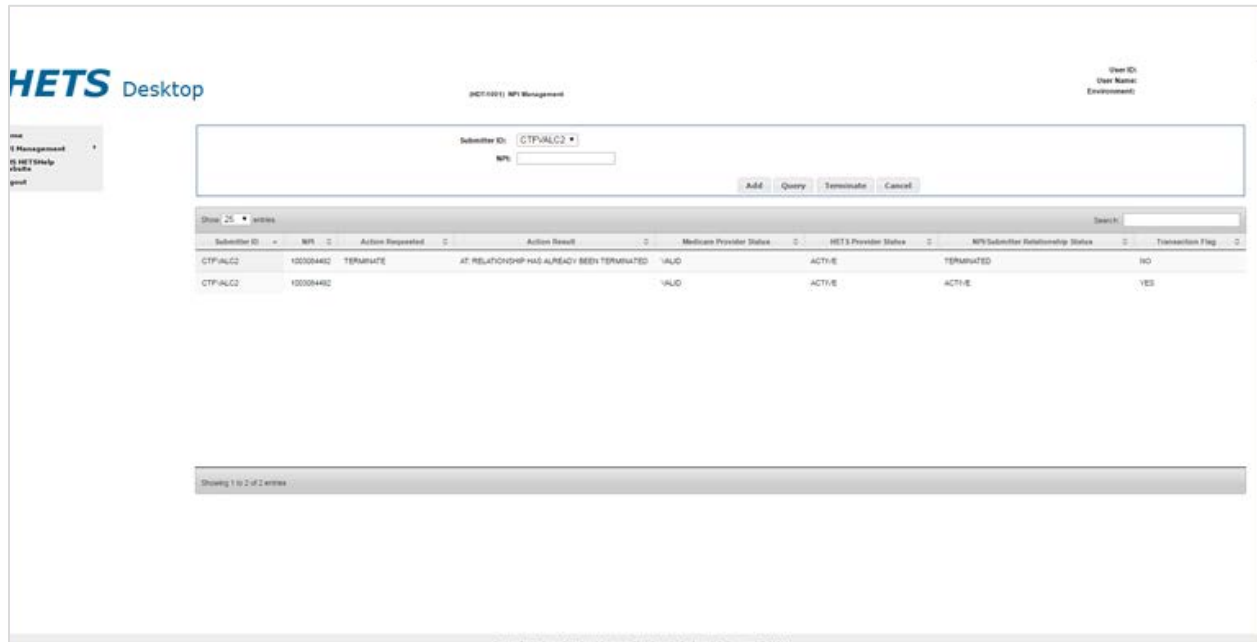 HETS Desktop
(HDT-1001) NPI Management
User ID:
User Name:
Environment:
Management
HETSHelp
Submitter ID: CTFVALC2
NPI:
Add Query Terminate Cancel
Show 25 entries
Search:
Submitter ID NPI Action Requested Action Result Medicare Provider Status HETS Provider Status NPI/Submitter Relationship Status Transaction Flag
CTFVALC2 TERMINATE AT: RELATIONSHIP HAS ALREADY BEEN TERMINATED VALID ACTIVE TERMINATED NO
CTFVALC2 VALID ACTIVE ACTIVE YES
Showing 1 to 2 of 2 entries